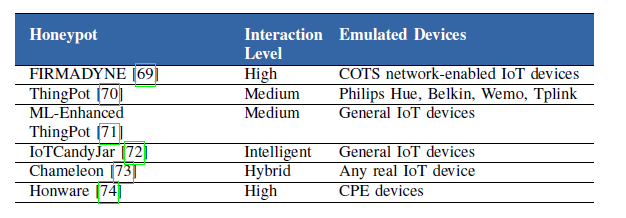 Honeypot Interaction Level Emulated Devices
FIRMADYNE [69] High COTS network-enabled IoT devices
ThingPot [70] Medium Philips Hue, Belkin, Wemo, Tplink
ML-Enhanced ThingPot [71] Medium General IoT devices
IoTCandyJar [72] Intelligent General IoT devices
Chameleon [73] Hybrid Any real IoT device
Honware [74] High CPE devices